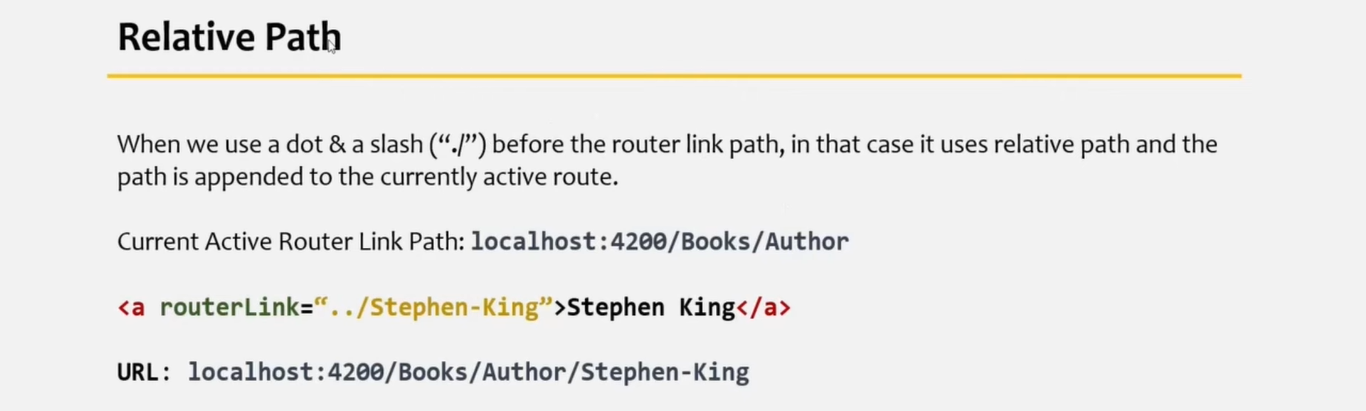 Relative Path
When we use a dot & a slash (“./”) before the router link path, in that case it uses relative path and the
path is appended to the currently active route.
Current Active Router Link Path: localhost:4200/Books/Author
<a routerLink=“../Stephen-King”>Stephen King</a>
URL: localhost:4200/Books/Author/Stephen-King